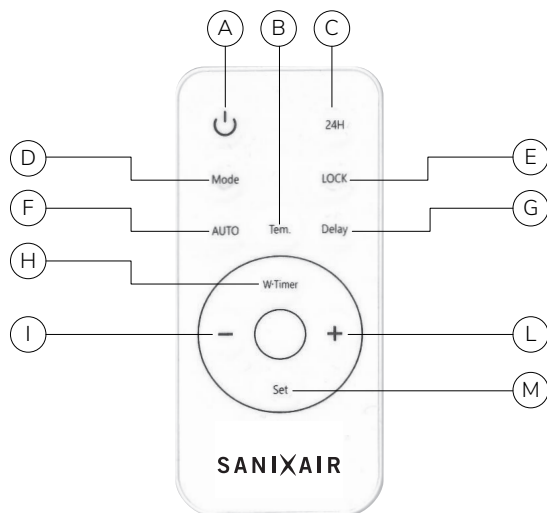 A B C
24H
D Mode LOCK E
F AUTO Tem. Delay G
H W·Timer
I − + L
Set M
SANIXAIR